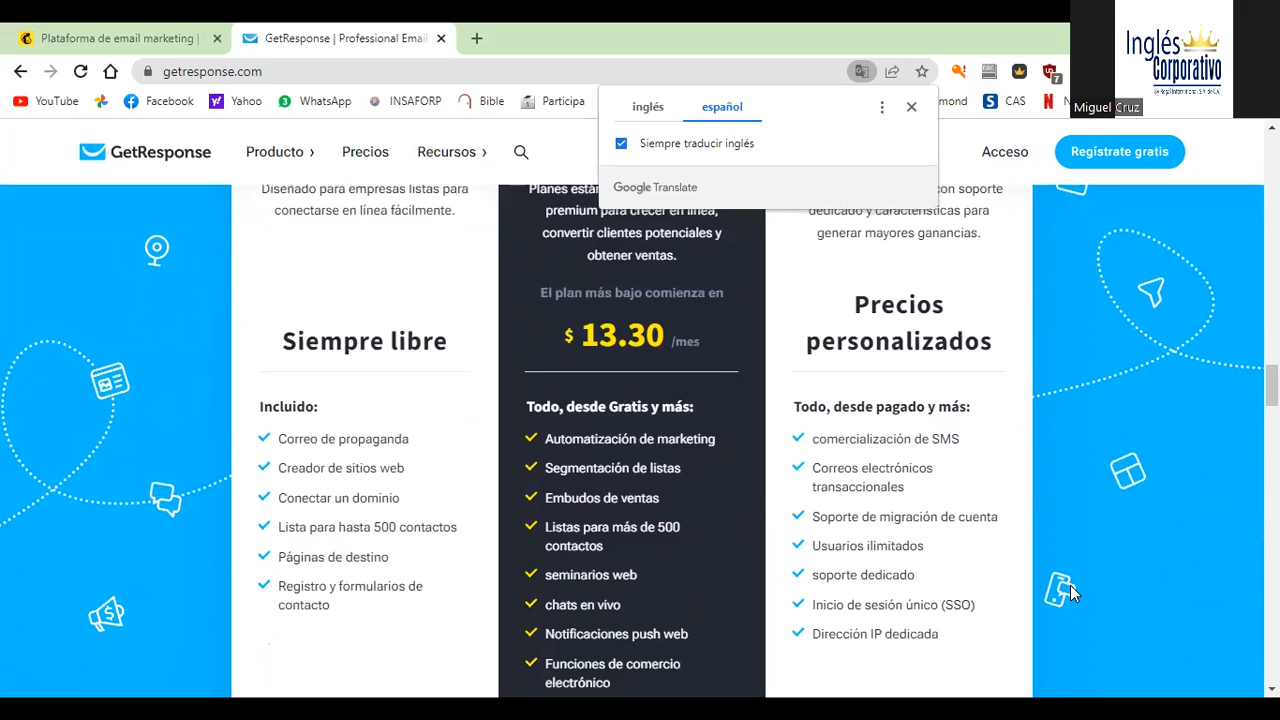 Plataforma de email marketing |
GetResponse | Professional Email
Inglés
Corporativo
by Regal International, S.A. de C.V.
getresponse.com
7
YouTube
Facebook
Yahoo
WhatsApp
INSAFORP
Bible
Participa
inglés
español
mond
CAS
N
Miguel Cruz
Siempre traducir inglés
Google Translate
GetResponse
Producto
Precios
Recursos
Acceso
Regístrate gratis
Diseñado para empresas listas para
conectarse en línea fácilmente.
Siempre libre
Incluido:
Correo de propaganda
Creador de sitios web
Conectar un dominio
Lista para hasta 500 contactos
Páginas de destino
Registro y formularios de
contacto
Planes
premium para crecer en línea,
convertir clientes potenciales y
obtener ventas.
El plan más bajo comienza en
$ 13.30 /mes
Todo, desde Gratis y más:
Automatización de marketing
Segmentación de listas
Embudos de ventas
Listas para más de 500
contactos
seminarios web
chats en vivo
Notificaciones push web
Funciones de comercio
electrónico
con soporte
dedicado y características para
generar mayores ganancias.
Precios
personalizados
Todo, desde pagado y más:
comercialización de SMS
Correos electrónicos
transaccionales
Soporte de migración de cuenta
Usuarios ilimitados
soporte dedicado
Inicio de sesión único (SSO)
Dirección IP dedicada